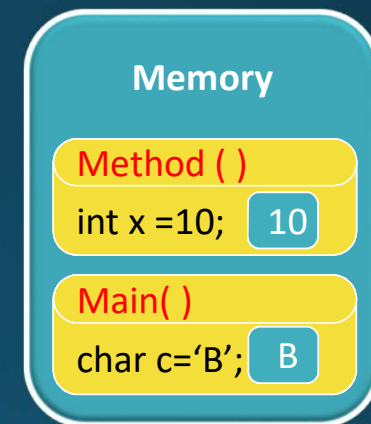 Memory
Method ( )
int x =10; 10
Main( )
char c=‘B’; B